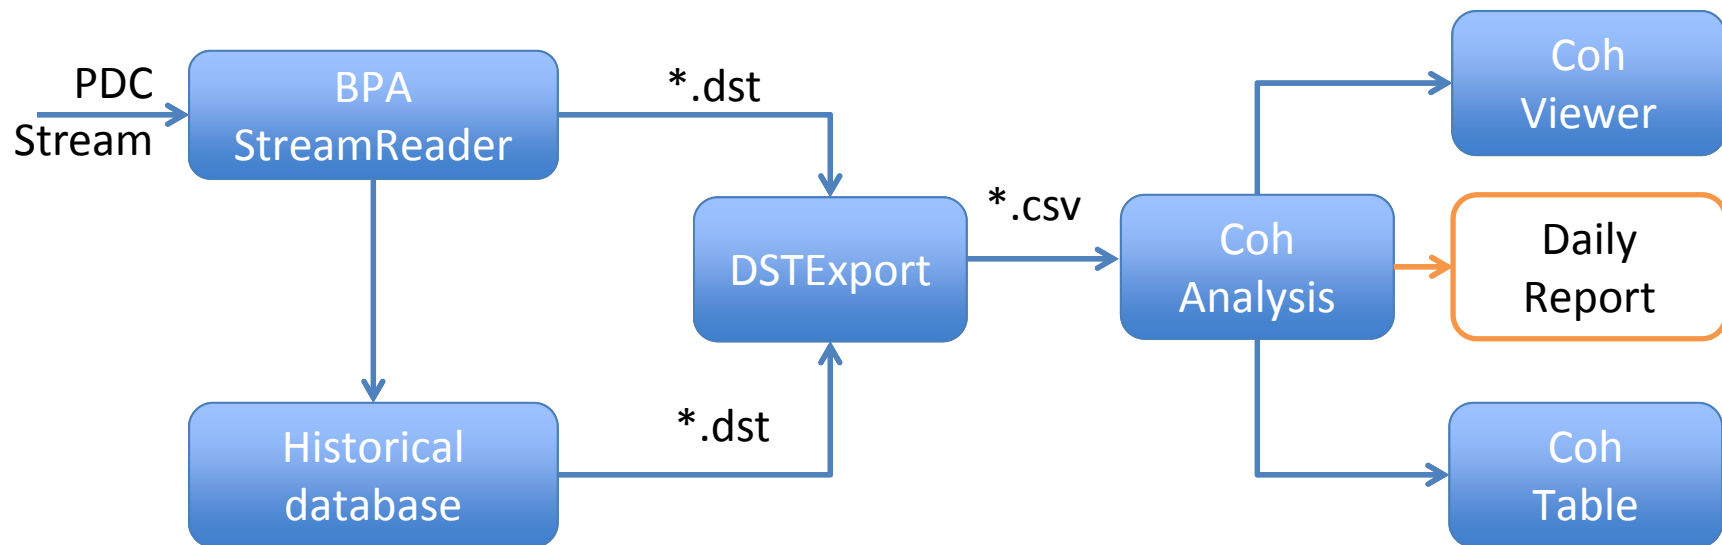 PDC
Stream
BPA
StreamReader
*.dst
Historical
database
*.dst
DSTExport
*.csv
Coh
Analysis
Coh
Viewer
Daily
Report
Coh
Table